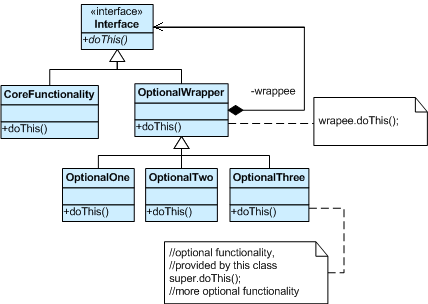 «interface»
Interface
+doThis()
CoreFunctionality
+doThis()
OptionalWrapper
+doThis()
-wrappee
wrapee.doThis();
OptionalOne
+doThis()
OptionalTwo
+doThis()
OptionalThree
+doThis()
//optional functionality,
//provided by this class
super.doThis();
//more optional functionality